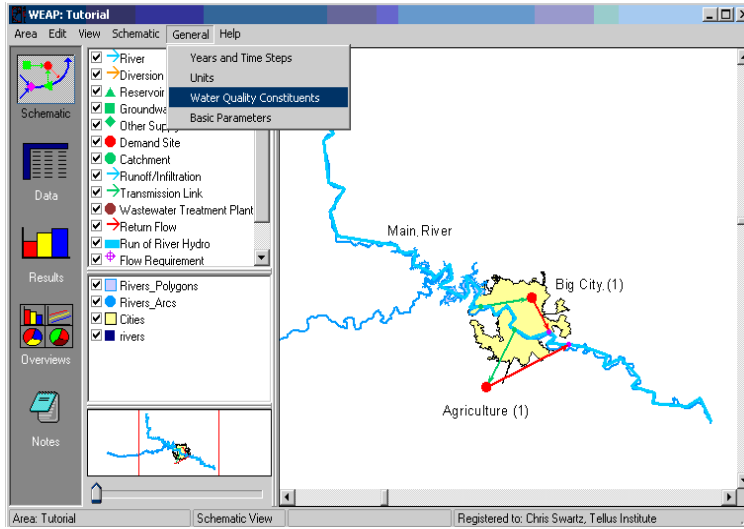 WEAP: Tutorial
Area Edit View Schematic General Help
Years and Time Steps
Units
Water Quality Constituents
Basic Parameters
Schematic
Data
Results
Overviews
Notes
River
Diversion
Reservoir
Groundwa
Other Supp
Demand Site
Catchment
Runoff/Infiltration
Transmission Link
Wastewater Treatment Plant
Return Flow
Run of River Hydro
Flow Requirement
Rivers_Polygons
Rivers_Arcs
Cities
rivers
Main River
Big City (1)
Agriculture (1)
Area: Tutorial
Schematic View
Registered to: Chris Swartz, Tellus Institute